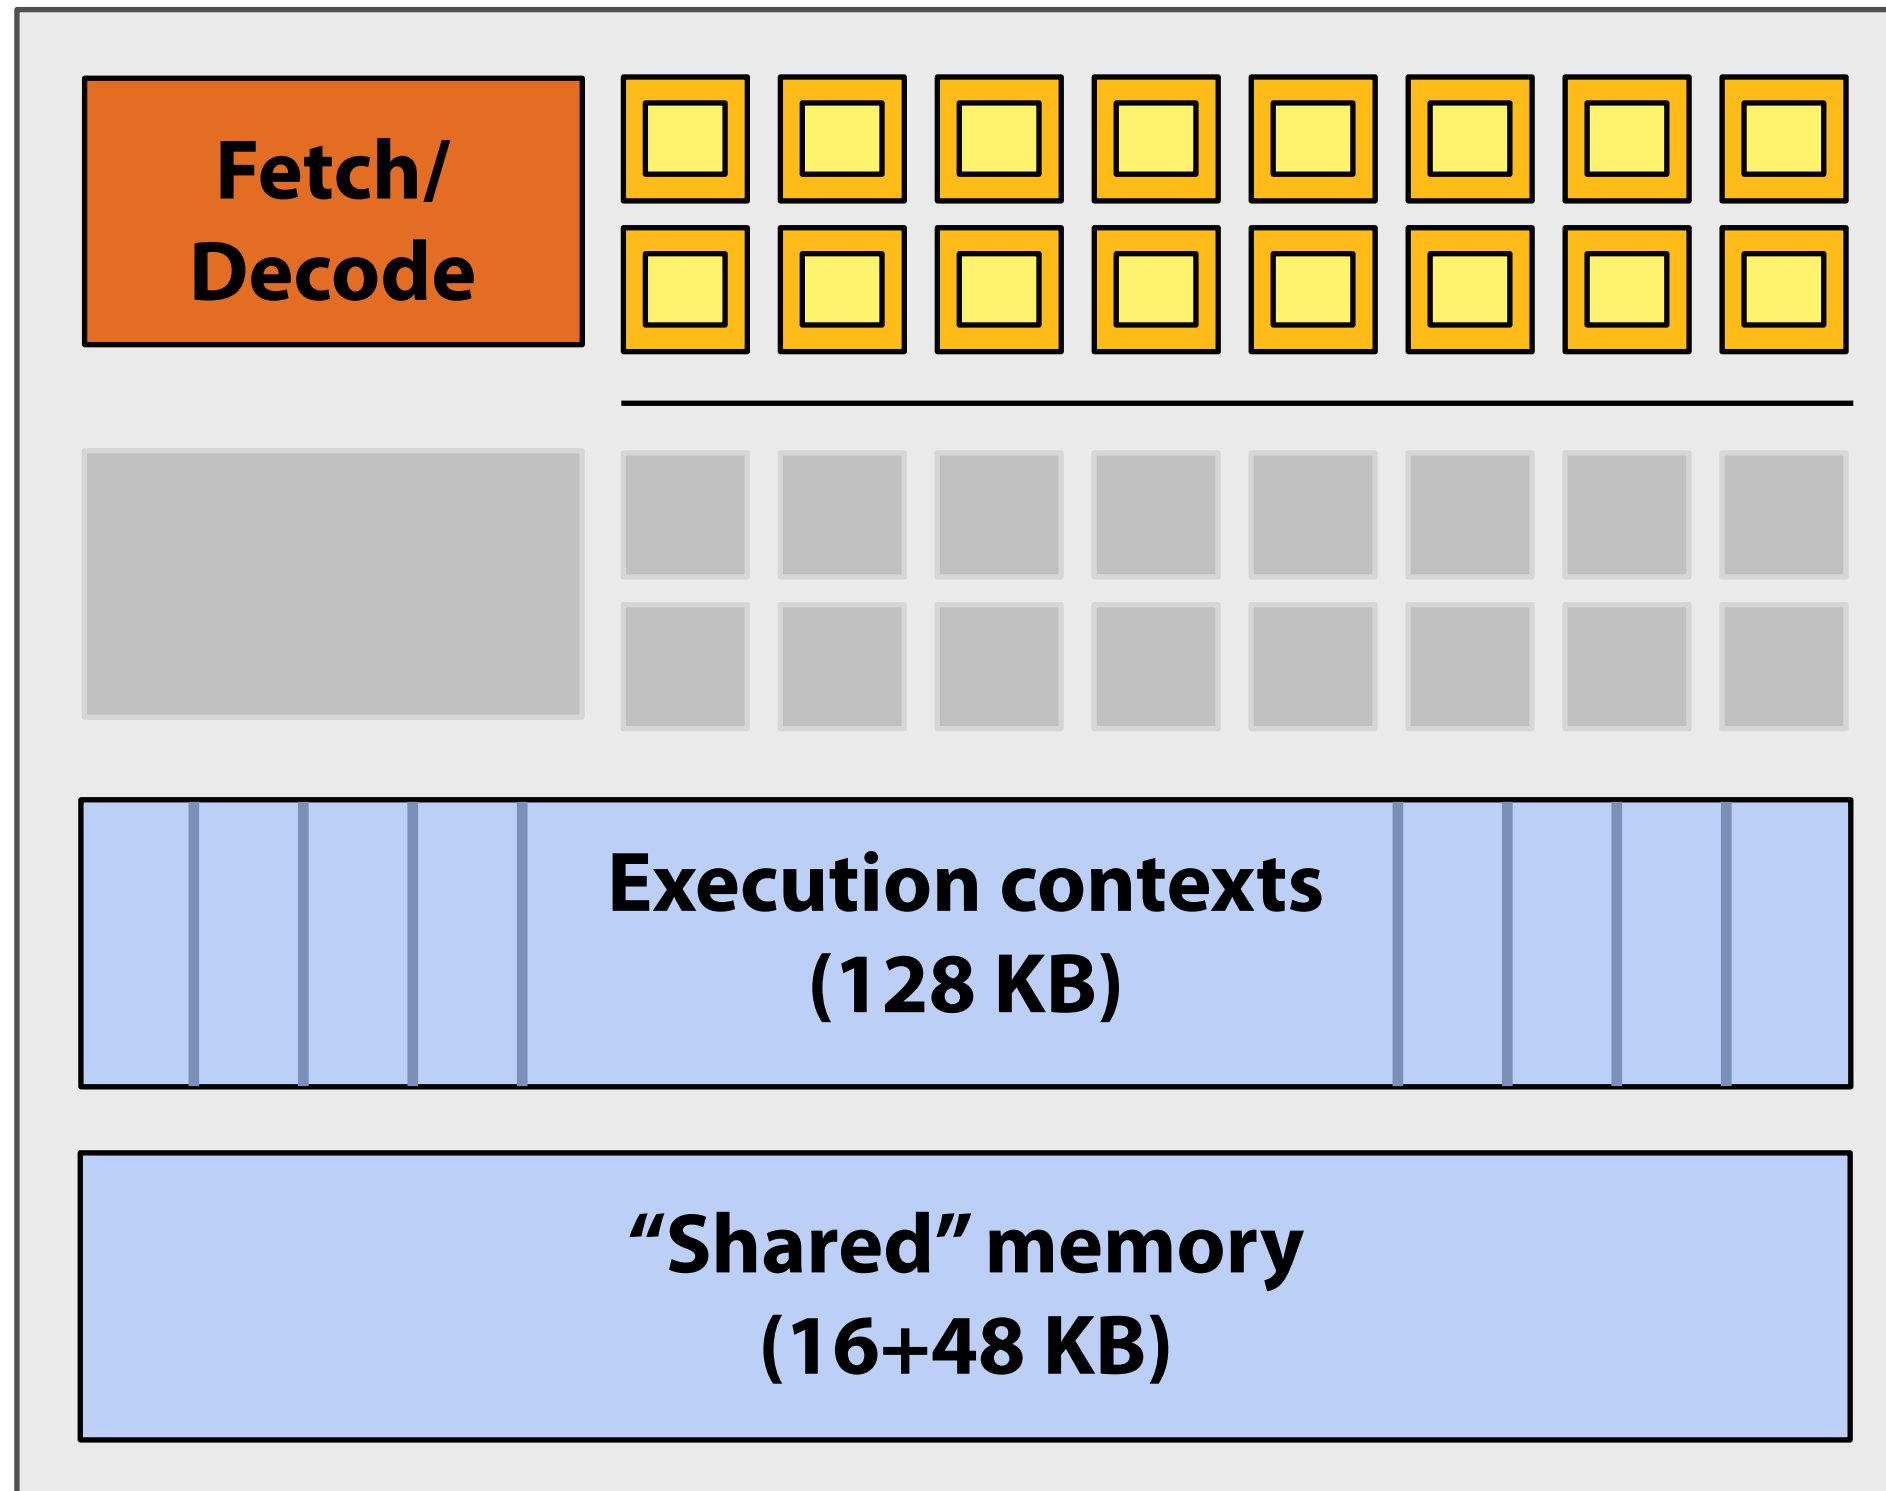 Fetch/
Decode
Execution contexts
(128 KB)
“Shared” memory
(16+48 KB)